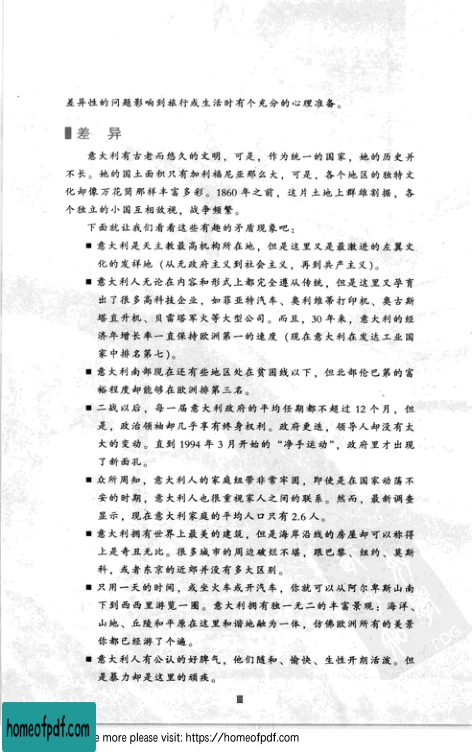 差异性的问题影响到旅行或生活时有个充分的心理准备。
差 异
意大利有古老而悠久的文明，可是，作为统一的国家，她的历史并
不长。她的国土面积只有加利福尼亚那么大，可是，各个地区的独特文
化却像万花筒那样丰富多彩。1860 年之前，这片土地上群雄割据，各
个独立的小国互相敌视，战争频繁。
下面就让我们看看这些有趣的矛盾现象吧：
■ 意大利是天主教最高机构所在地，但是这里又是最激进的左翼文
化的发祥地（从无政府主义到社会主义，再到共产主义）。
■ 意大利人无论在内容和形式上都完全遵从传统，但是这里又孕育
出了很多高科技企业，如菲亚特汽车、奥利维蒂打印机、奥古斯
塔直升机、贝雷塔军火等大型公司。而且，30 年来，意大利的经
济年增长率一直保持欧洲第一的速度（现在意大利在发达工业国
家中排名第七）。
■ 意大利南部现在还有些地区处在贫困线以下，但北部伦巴第的富
裕程度却能够在欧洲排第三名。
■ 二战以后，每一届意大利政府的平均任期都不超过 12 个月，但
是，政治领袖却几乎享有终身权利。政府更迭，领导人却没有太
大的变动。直到 1994 年 3 月开始的“净手运动”，政府里才出现
了新面孔。
■ 众所周知，意大利人的家庭纽带非常牢固，即使是在国家动荡不
安的时期，意大利人也很重视家人之间的联系。然而，最新调查
显示，现在意大利家庭的平均人口只有 2.6 人。
■ 意大利拥有世界上最美的建筑，但是海岸沿线的房屋却可以称得
上是奇丑无比。很多城市的周边破烂不堪，跟巴黎、纽约、莫斯
科，或者东京的近郊并没有多大区别。
■ 只用一天的时间，或坐火车或开汽车，你就可以从阿尔卑斯山南
下到西西里游览一圈。意大利拥有独一无二的丰富景观：海洋、
山地、丘陵和平原在这里和谐地融为一体，仿佛欧洲所有的美景
你都已经游了个遍。
■ 意大利人有公认的好脾气，他们随和、愉快、生性开朗活泼。但
是暴力却是这里的顽疾。
Ⅲ
homeofpdf.com
e more please visit: https://homeofpdf.com